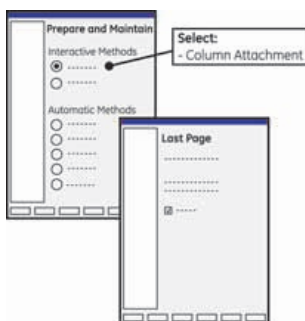 Prepare and Maintain
Interactive Methods
Select:
- Column Attachment
Automatic Methods
Last Page